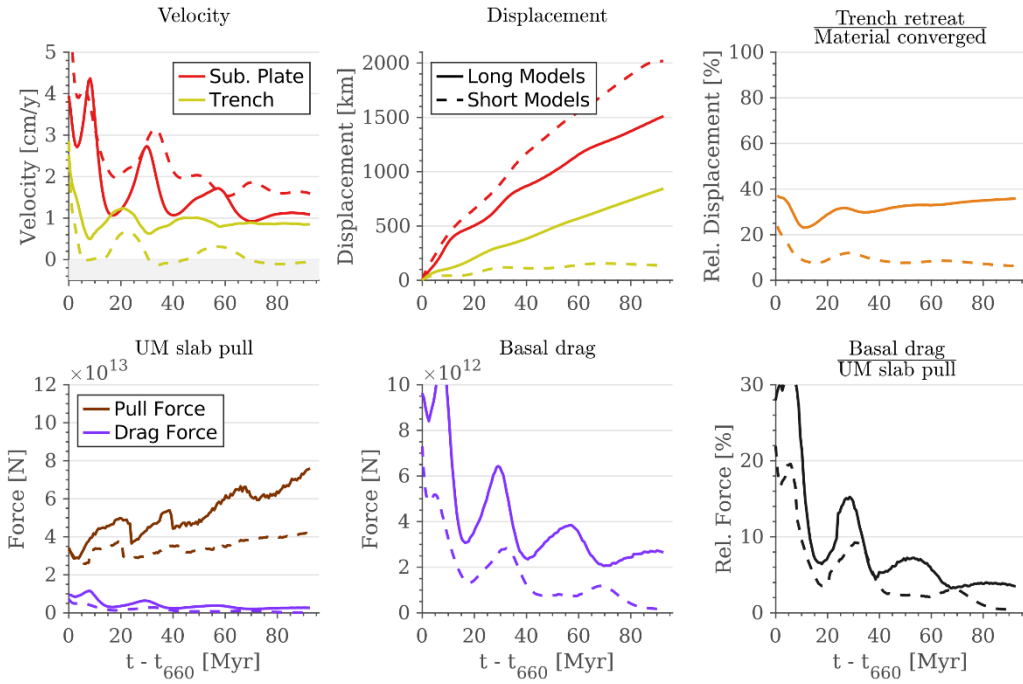 Velocity
Displacement
Trench retreat
Material converged
Velocity [cm/y]
5
4
3
2
1
0
0 20 40 60 80
Sub. Plate
Trench
Displacement [km]
2000
1500
1000
500
0
0 20 40 60 80
Long Models
Short Models
Rel. Displacement [%]
100
80
60
40
20
0
0 20 40 60 80
UM slab pull
Basal drag
Basal drag
UM slab pull
×10^13
Force [N]
12
10
8
6
4
2
0
0 20 40 60 80
t - t_660 [Myr]
Pull Force
Drag Force
×10^12
Force [N]
10
8
6
4
2
0
0 20 40 60 80
t - t_660 [Myr]
Rel. Force [%]
30
20
10
0
0 20 40 60 80
t - t_660 [Myr]